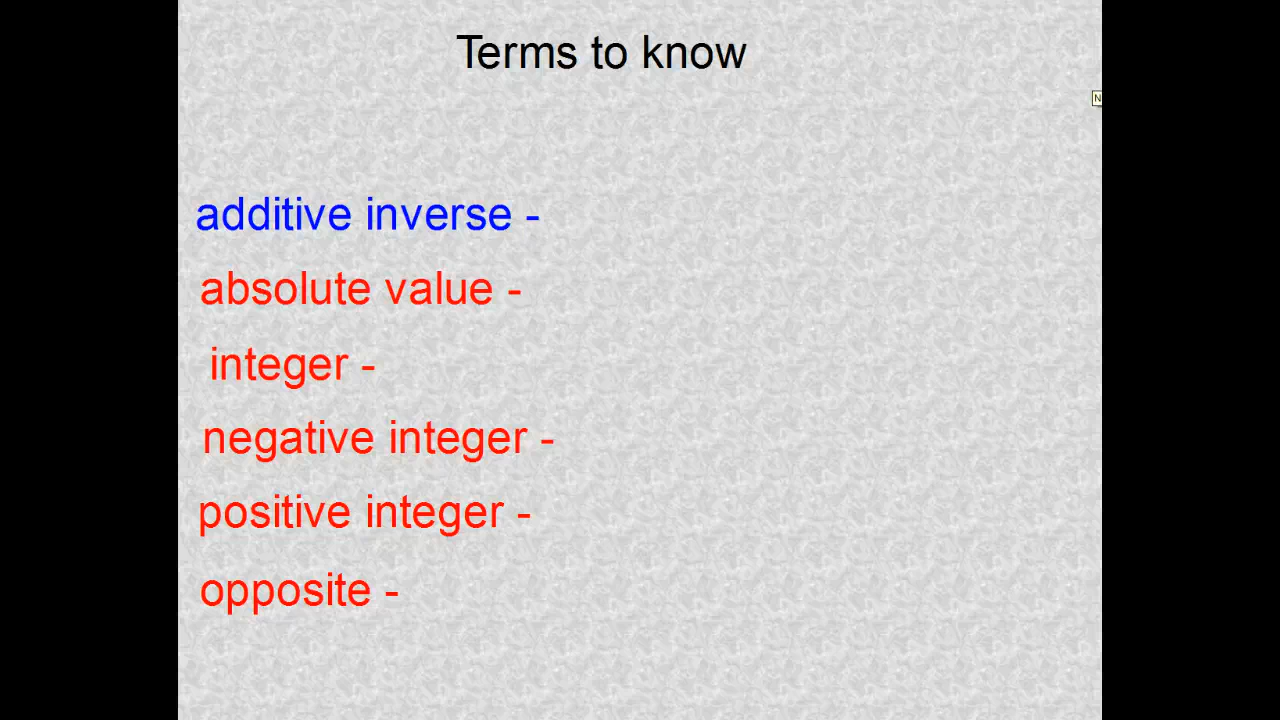 Terms to know
N
additive inverse -
absolute value -
integer -
negative integer -
positive integer -
opposite -